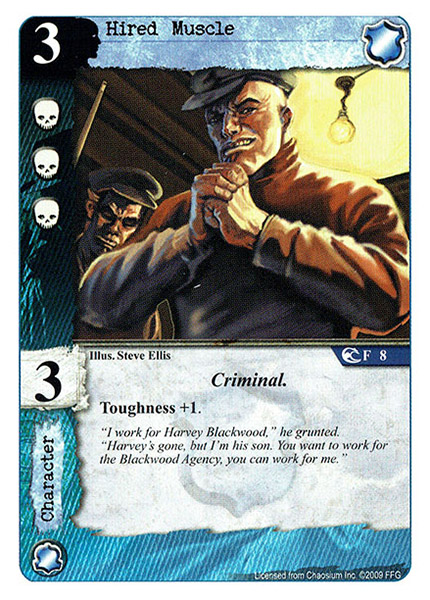 3
Hired Muscle
Illus. Steve Ellis
F 8
3
Criminal.
Toughness +1.
“I work for Harvey Blackwood,” he grunted.
“Harvey’s gone, but I’m his son. You want to work for
the Blackwood Agency, you can work for me.”
Character
Licensed from Chaosium Inc. ©2009 FFG